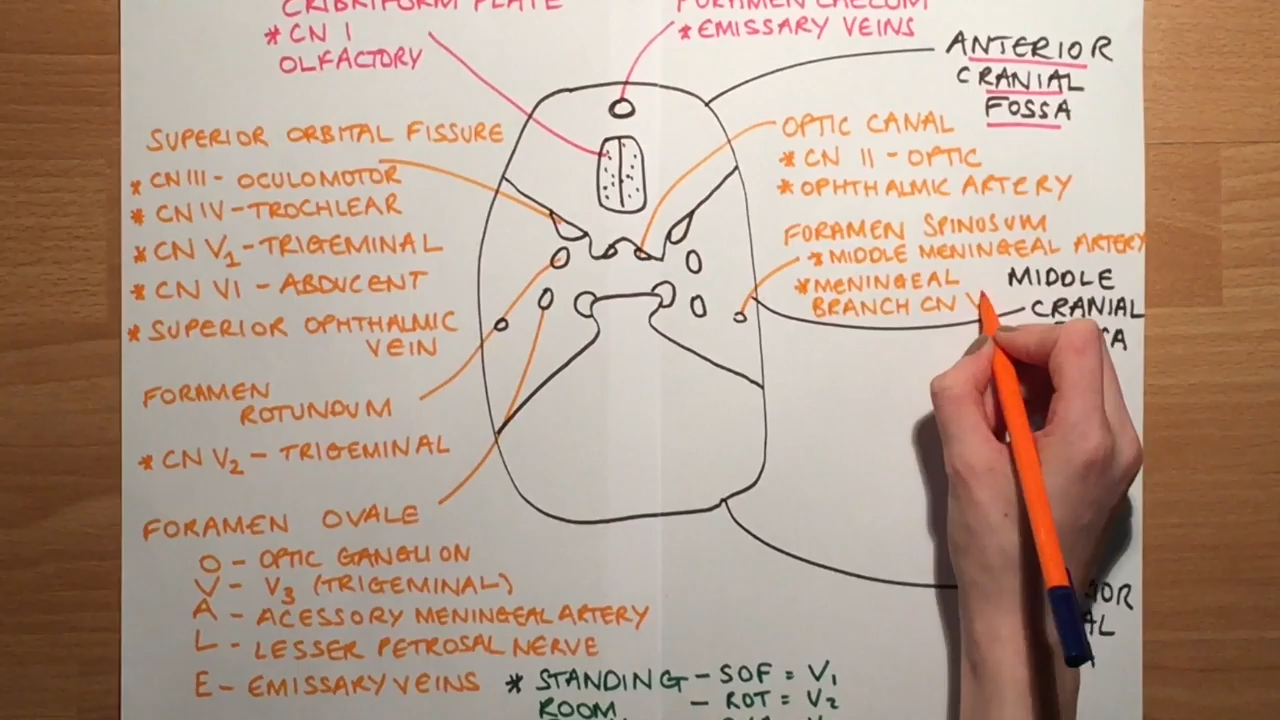 CRIBRIFORM PLATE
* CN I
OLFACTORY
FORAMEN CAECUM
* EMISSARY VEINS
ANTERIOR
CRANIAL
FOSSA
SUPERIOR ORBITAL FISSURE
* CN III - OCULOMOTOR
* CN IV - TROCHLEAR
* CN V1 - TRIGEMINAL
* CN VI - ABDUCENT
* SUPERIOR OPHTHALMIC
VEIN
OPTIC CANAL
* CN II - OPTIC
* OPHTHALMIC ARTERY
FORAMEN SPINOSUM
* MIDDLE MENINGEAL ARTERY
* MENINGEAL
BRANCH CN V
MIDDLE
CRANIAL
FORAMEN
ROTUNDUM
* CN V2 - TRIGEMINAL
FORAMEN OVALE
O - OPTIC GANGLION
V - V3 (TRIGEMINAL)
A - ACESSORY MENINGEAL ARTERY
L - LESSER PETROSAL NERVE
E - EMISSARY VEINS
* STANDING - SOF = V1
ROOM - ROT = V2